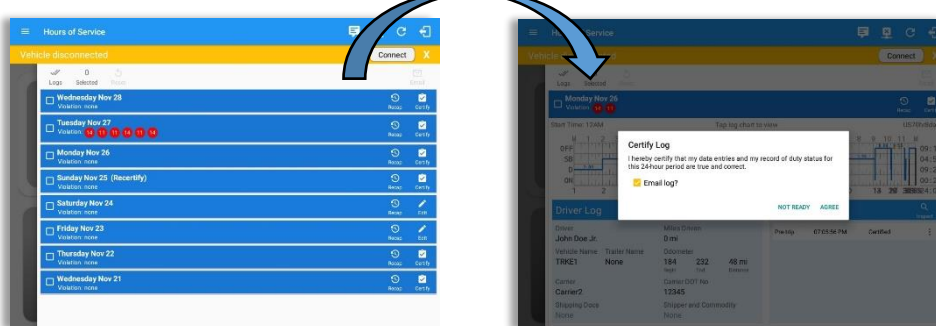 Hours of Service
Vehicle disconnected
Connect X
0
Logs Selected
Wednesday Nov 28
Violation: none
Recap Certify
Tuesday Nov 27
Violation: 14 11 11 14 11 14
Recap Certify
Monday Nov 26
Violation: none
Recap Certify
Sunday Nov 25 (Recertify)
Violation: none
Recap Certify
Saturday Nov 24
Violation: none
Recap Edit
Friday Nov 23
Violation: none
Recap Edit
Thursday Nov 22
Violation: none
Recap Certify
Wednesday Nov 21
Violation: none
Recap Certify
Service
Vehicle
Connect X
Logs Selected
Monday Nov 26
Violation: 14 11
Recap
Start Time: 12AM
Tap log chart to view
OFF
SB
D
ON
1 2
Certify Log
I hereby certify that my data entries and my record of duty status for
this 24-hour period are true and correct.
Email log?
NOT READY AGREE
Driver Log
Driver
John Doe Jr.
Miles Driven
0 mi
Pre-trip 07:05:56 PM Certified
Vehicle Name Trailer Name
TRKE1 None
Odometer
184 232 48 mi
Carrier
Carrier2
Carrier DOT No
12345
Shipping Docs
None
Shipper and Commodity
None